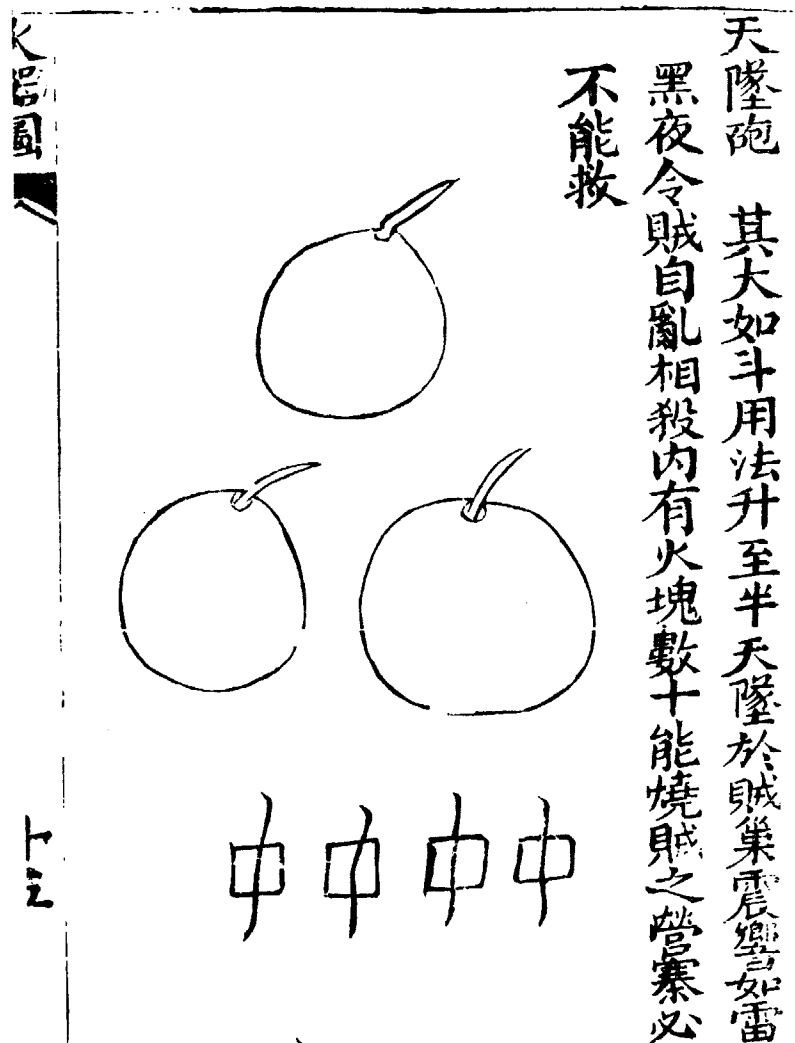 天墜砲　其大如斗用法升至半天墜於賊巢震響如雷
黑夜令賊自亂相殺内有火塊數十能燒賊之營寨必
不能救
火器圖